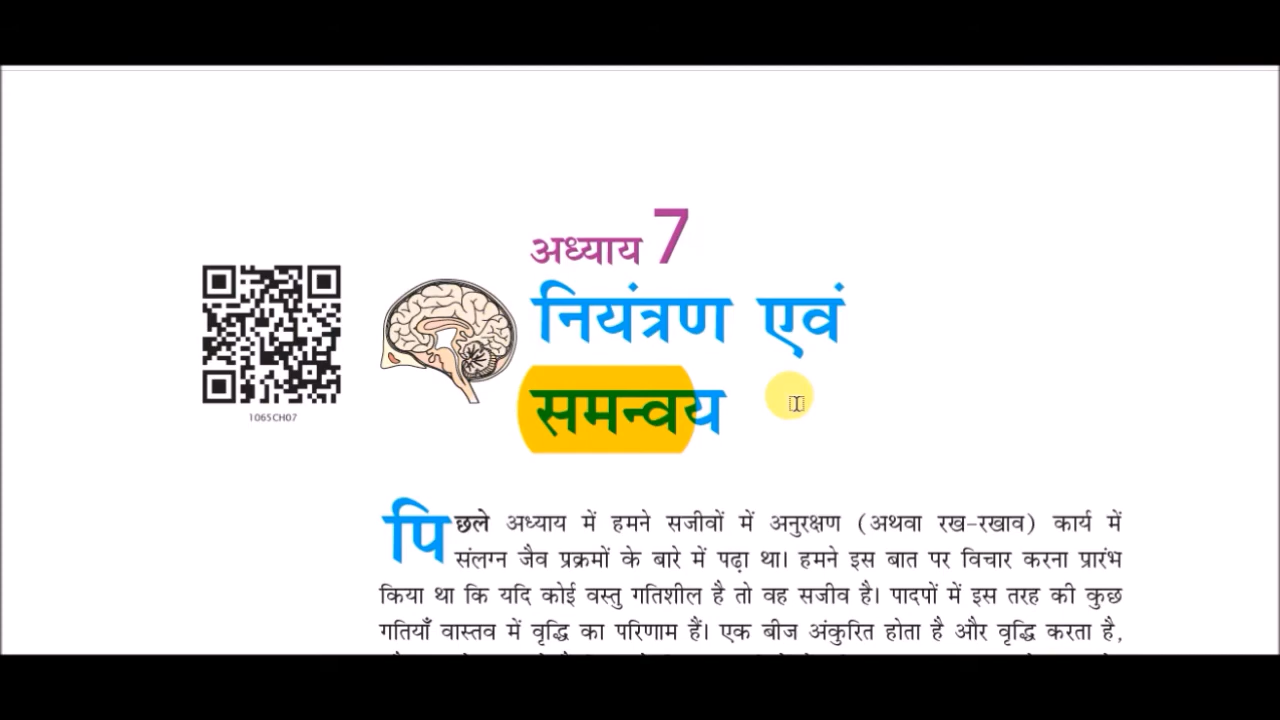 अध्याय 7
नियंत्रण एवं
समन्वय
1065CH07
पिछले अध्याय में हमने सजीवों में अनुरक्षण (अथवा रख-रखाव) कार्य में
संलग्न जैव प्रक्रमों के बारे में पढ़ा था। हमने इस बात पर विचार करना प्रारंभ
किया था कि यदि कोई वस्तु गतिशील है तो वह सजीव है। पादपों में इस तरह की कुछ
गतियाँ वास्तव में वृद्धि का परिणाम हैं। एक बीज अंकुरित होता है और वृद्धि करता है,